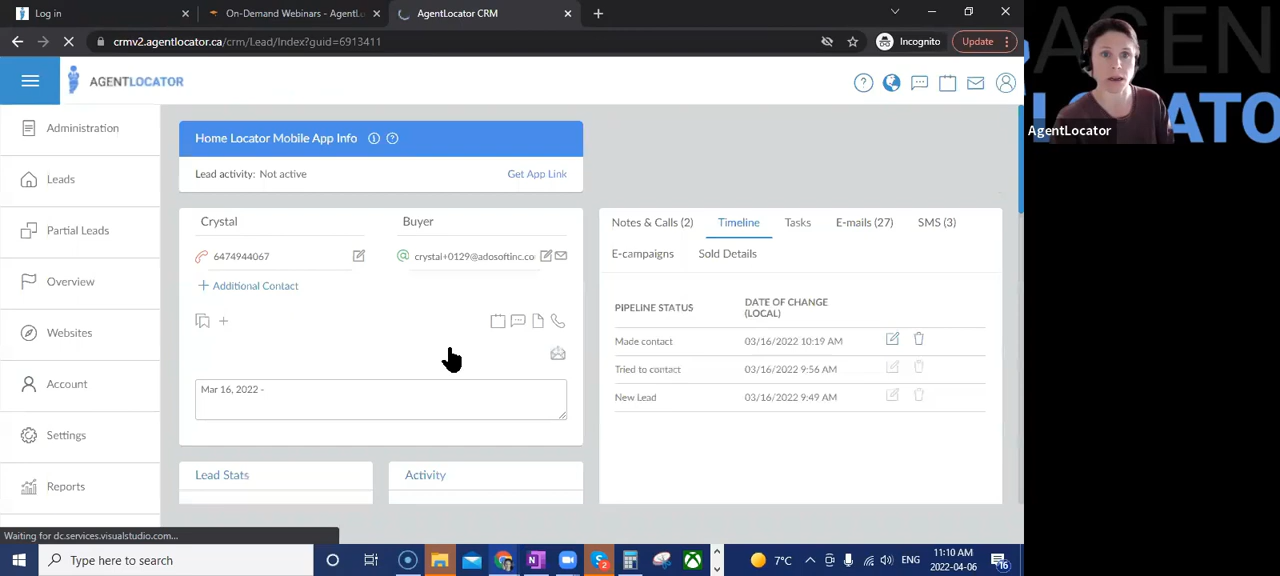 Log in
On-Demand Webinars - AgentL
AgentLocator CRM
crmv2.agentlocator.ca/crm/Lead/Index?guid=6913411
Incognito
Update
AGENTLOCATOR
Administration
Leads
Partial Leads
Overview
Websites
Account
Settings
Reports
Home Locator Mobile App Info
Lead activity: Not active
Get App Link
Crystal
Buyer
6474944067
crystal+0129@adosoftinc.co
+ Additional Contact
Mar 16, 2022 -
Lead Stats
Activity
Notes & Calls (2)
Timeline
Tasks
E-mails (27)
SMS (3)
E-campaigns
Sold Details
PIPELINE STATUS
DATE OF CHANGE
(LOCAL)
Made contact
03/16/2022 10:19 AM
Tried to contact
03/16/2022 9:56 AM
New Lead
03/16/2022 9:49 AM
Waiting for dc.services.visualstudio.com...
Type here to search
7°C
ENG
11:10 AM
2022-04-06
16
AgentLocator